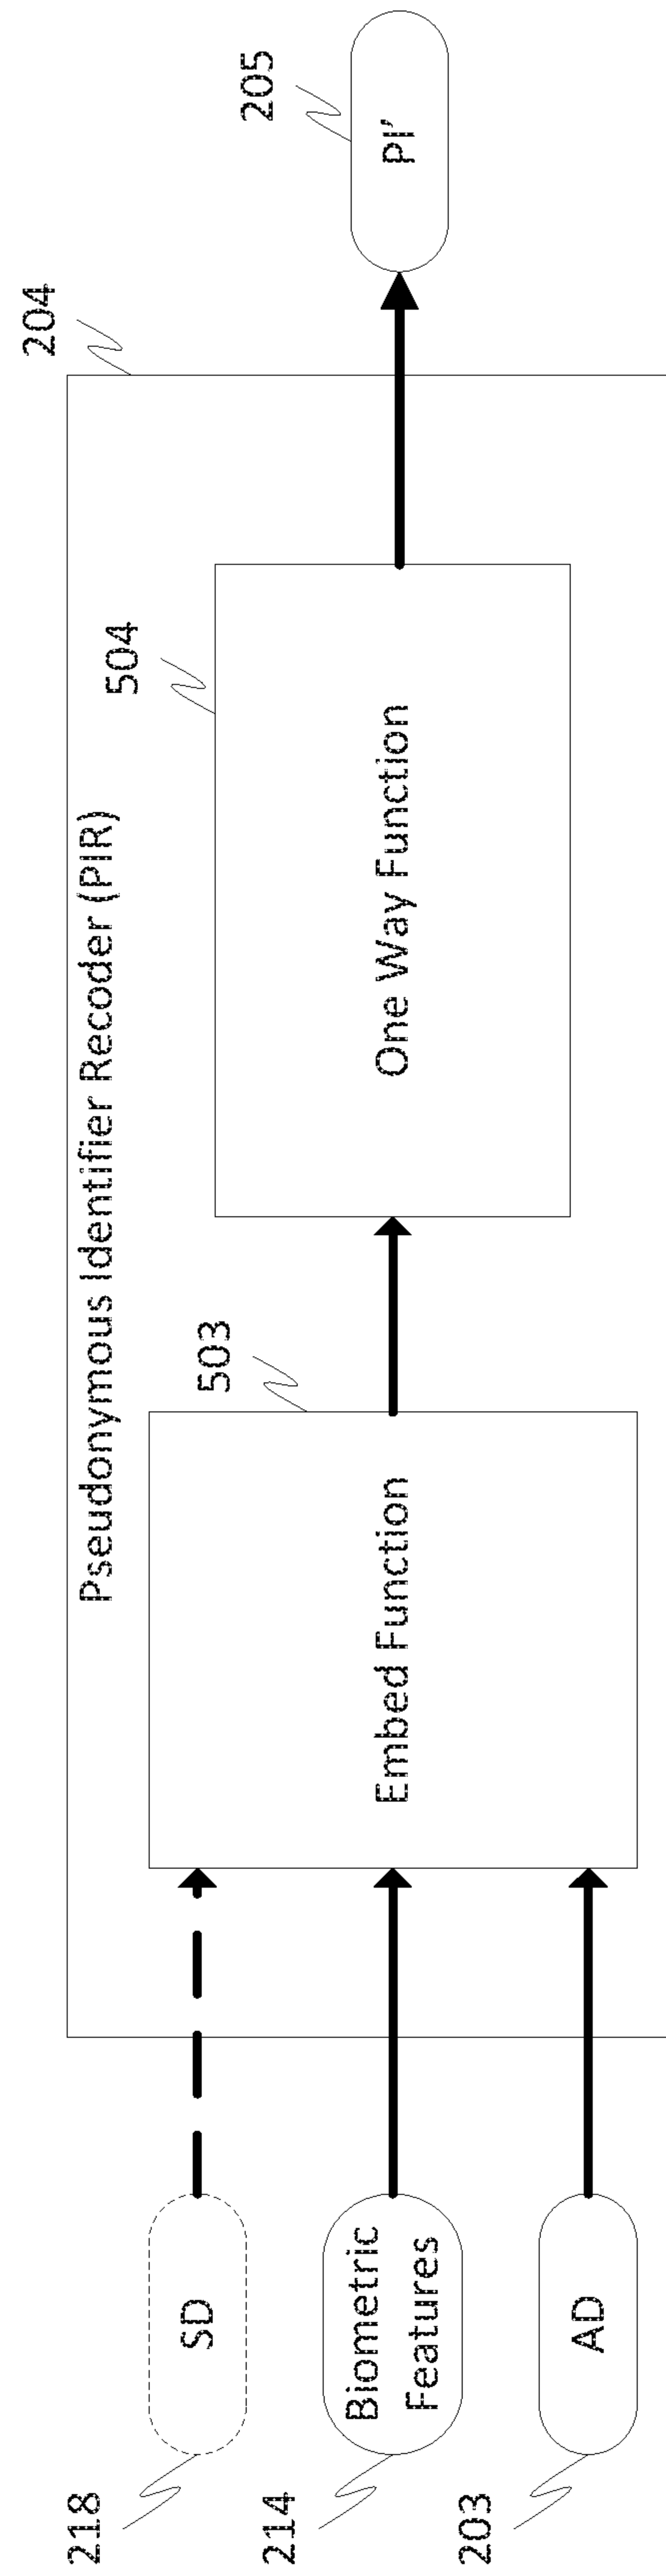 Pseudonymous Identifier Recoder (PIR)
204
218
SD
214
Biometric
Features
203
AD
503
Embed Function
504
One Way Function
205
PI'